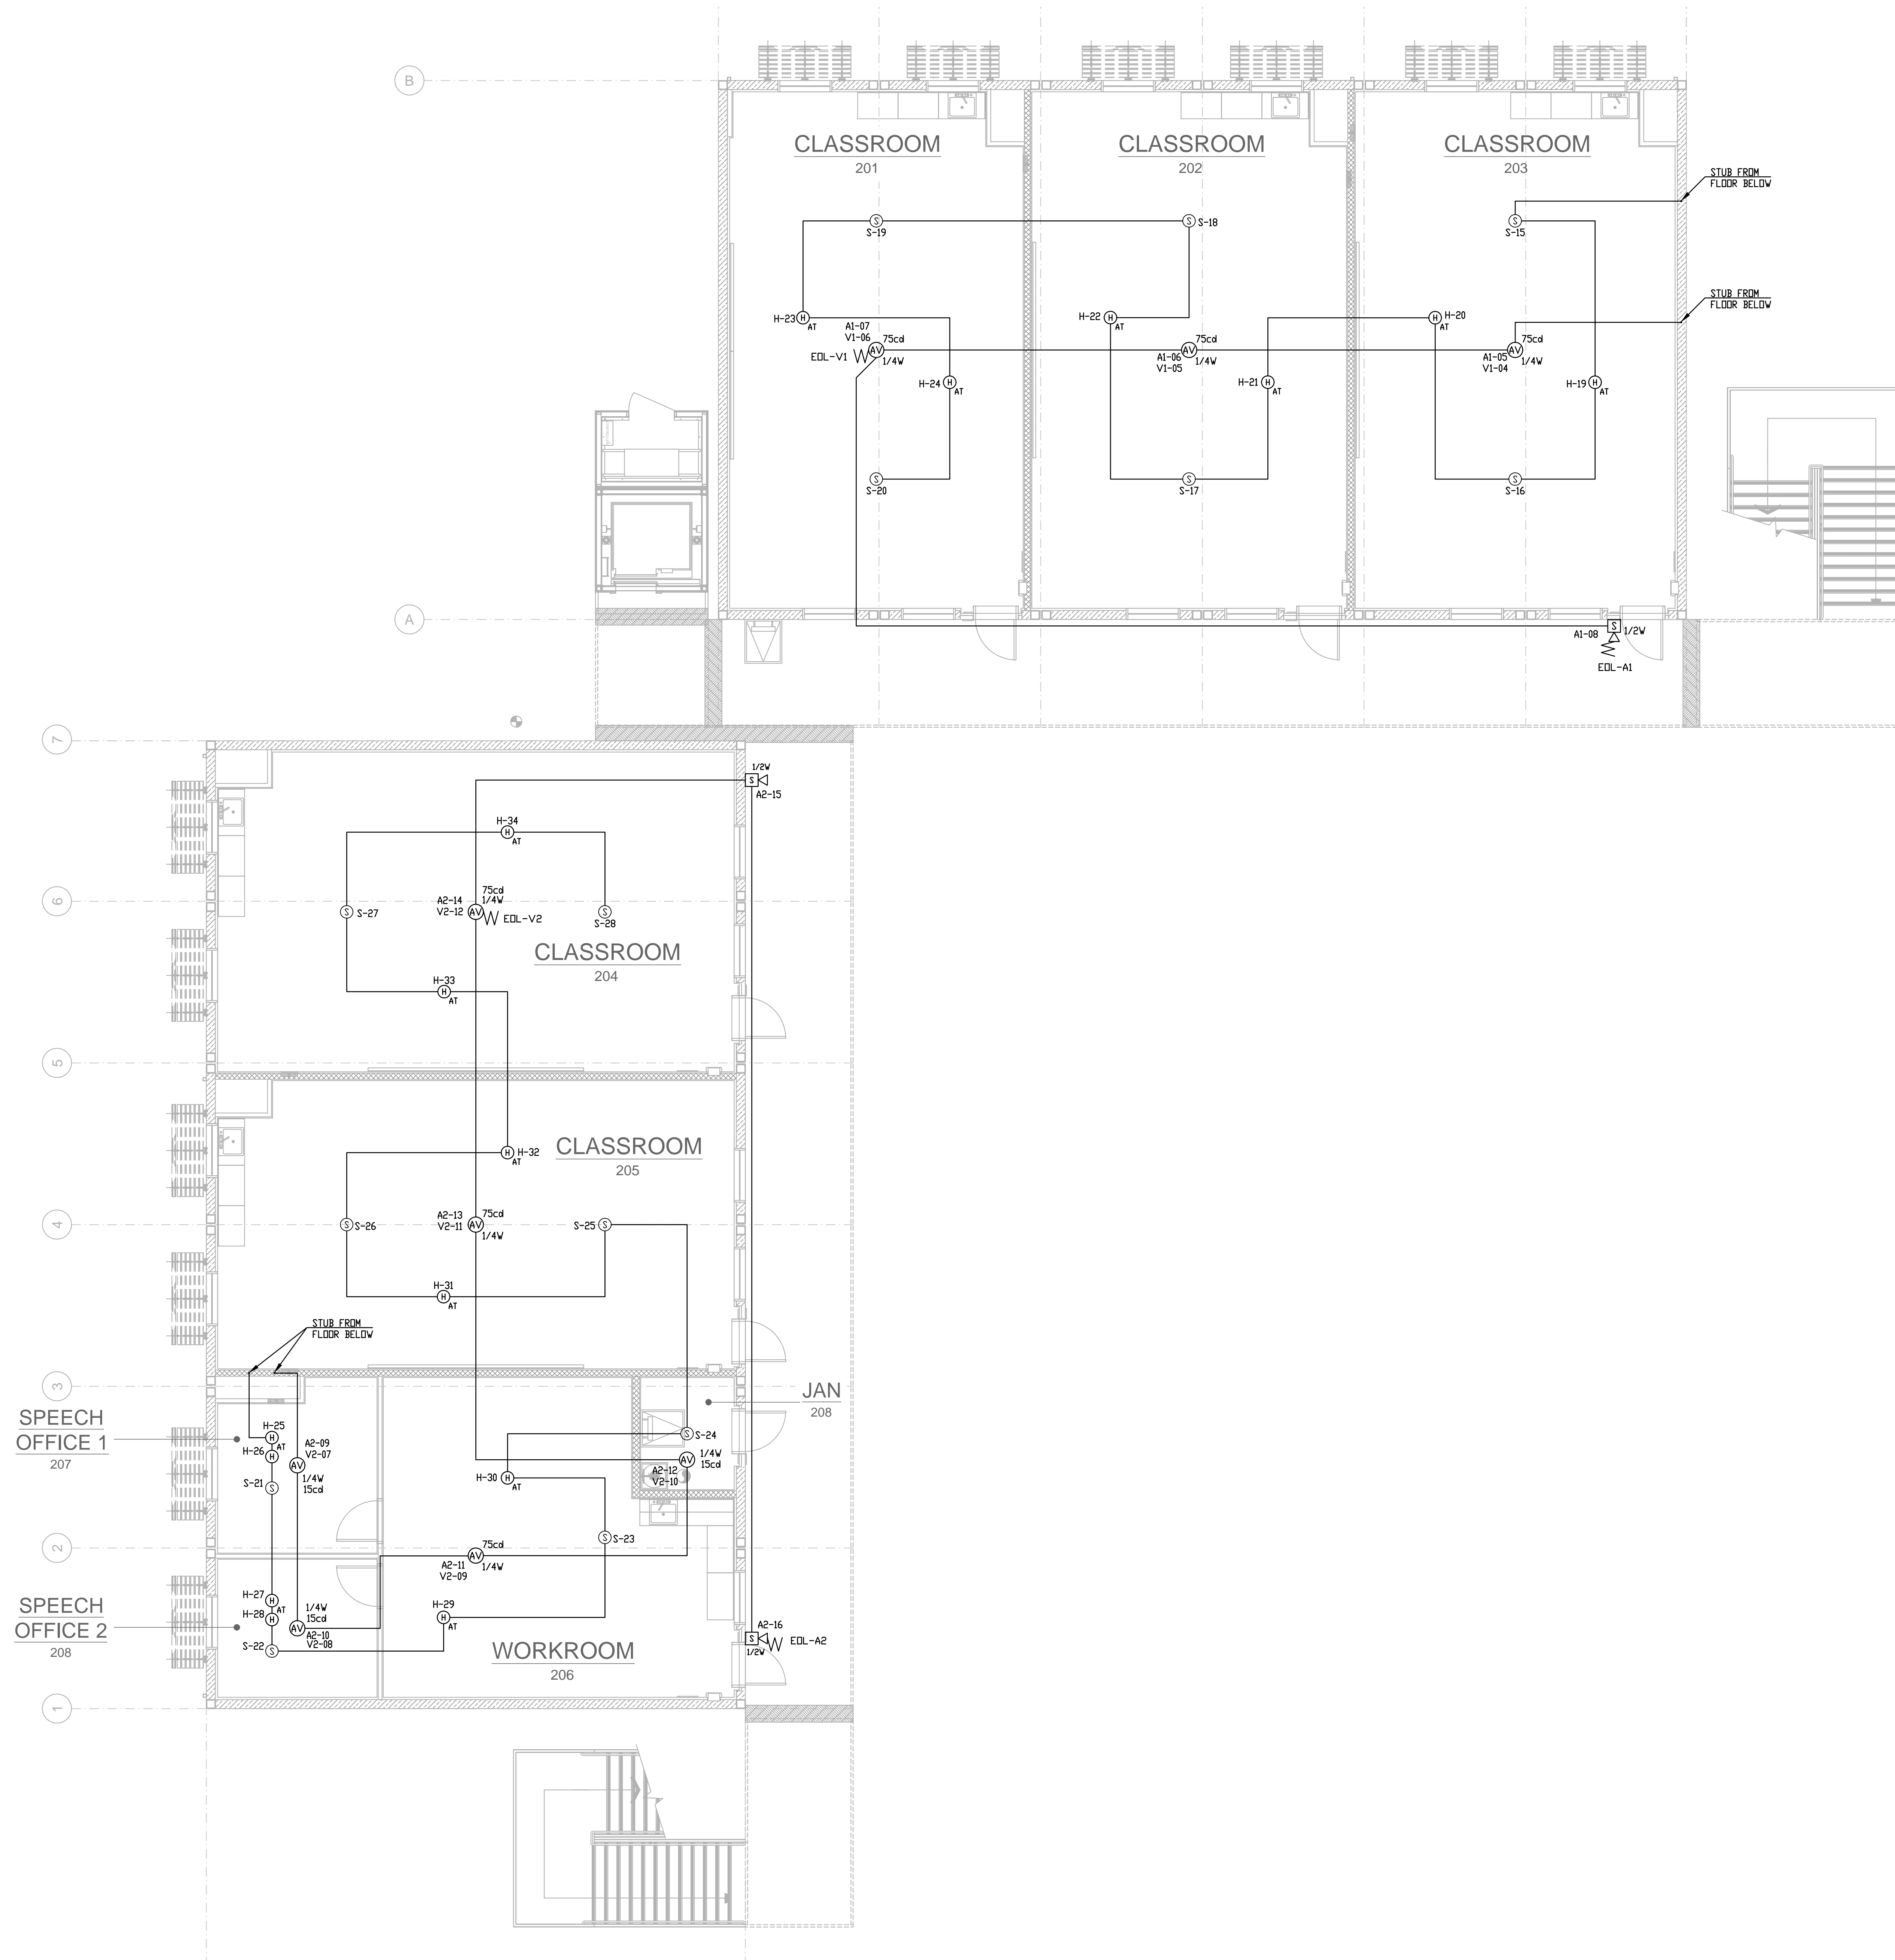 B
CLASSROOM
201
CLASSROOM
202
CLASSROOM
203
STUB FROM
FLOOR BELOW
S
S-19
S
S-18
S
S-15
STUB FROM
FLOOR BELOW
H-23
H
AT
A1-07
V1-06
75cd
EOL-V1
AV
1/4W
H-22
H
AT
75cd
AV
1/4W
A1-06
V1-05
H
H-20
AT
75cd
AV
1/4W
A1-05
V1-04
H-24
H
AT
H-21
H
AT
H-19
H
AT
S
S-20
S
S-17
S
S-16
A
A1-08
S
1/2W
EOL-A1
7
1/2W
S
A2-15
H-34
H
AT
6
75cd
1/4W
A2-14
V2-12
AV
EOL-V2
S
S-27
S
S-28
CLASSROOM
204
H-33
H
AT
5
CLASSROOM
205
H
H-32
AT
4
A2-13
V2-11
75cd
AV
1/4W
S
S-26
S-25
S
H-31
H
AT
STUB FROM
FLOOR BELOW
3
JAN
208
SPEECH
OFFICE 1
207
H-25
H
AT
H-26
H
A2-09
V2-07
AV
1/4W
15cd
S-21
S
S
S-24
1/4W
15cd
AV
A2-12
V2-10
H-30
H
AT
S
S-23
2
75cd
AV
1/4W
A2-11
V2-09
SPEECH
OFFICE 2
208
H-27
H
AT
H-28
H
1/4W
15cd
AV
A2-10
V2-08
S-22
S
H-29
H
AT
WORKROOM
206
A2-16
S
1/2W
EOL-A2
1